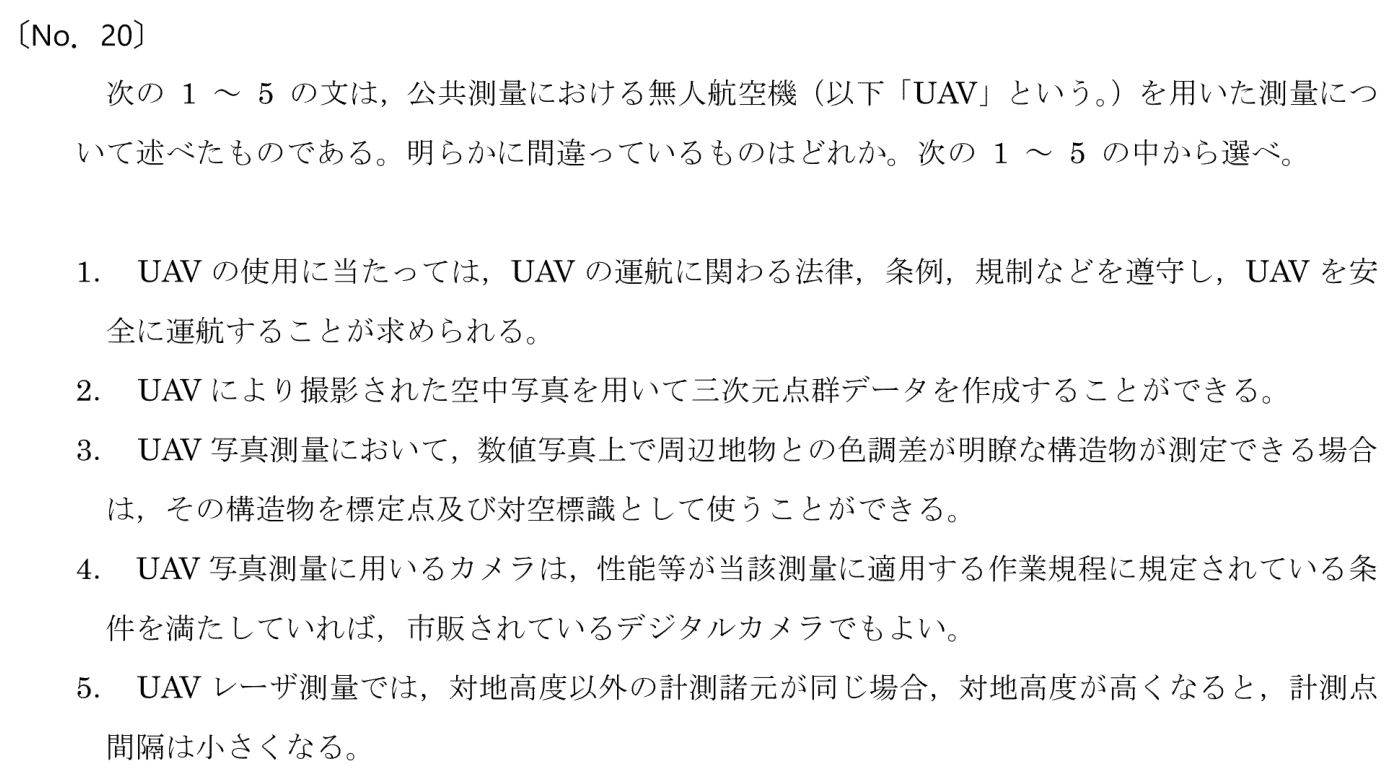 〔No. 20〕
次の 1 ～ 5 の文は，公共測量における無人航空機（以下「UAV」という。）を用いた測量につ
いて述べたものである。明らかに間違っているものはどれか。次の 1 ～ 5 の中から選べ。
1. UAV の使用に当たっては，UAV の運航に関わる法律，条例，規制などを遵守し，UAV を安
全に運航することが求められる。
2. UAV により撮影された空中写真を用いて三次元点群データを作成することができる。
3. UAV 写真測量において，数値写真上で周辺地物との色調差が明瞭な構造物が測定できる場合
は，その構造物を標定点及び対空標識として使うことができる。
4. UAV 写真測量に用いるカメラは，性能等が当該測量に適用する作業規程に規定されている条
件を満たしていれば，市販されているデジタルカメラでもよい。
5. UAV レーザ測量では，対地高度以外の計測諸元が同じ場合，対地高度が高くなると，計測点
間隔は小さくなる。